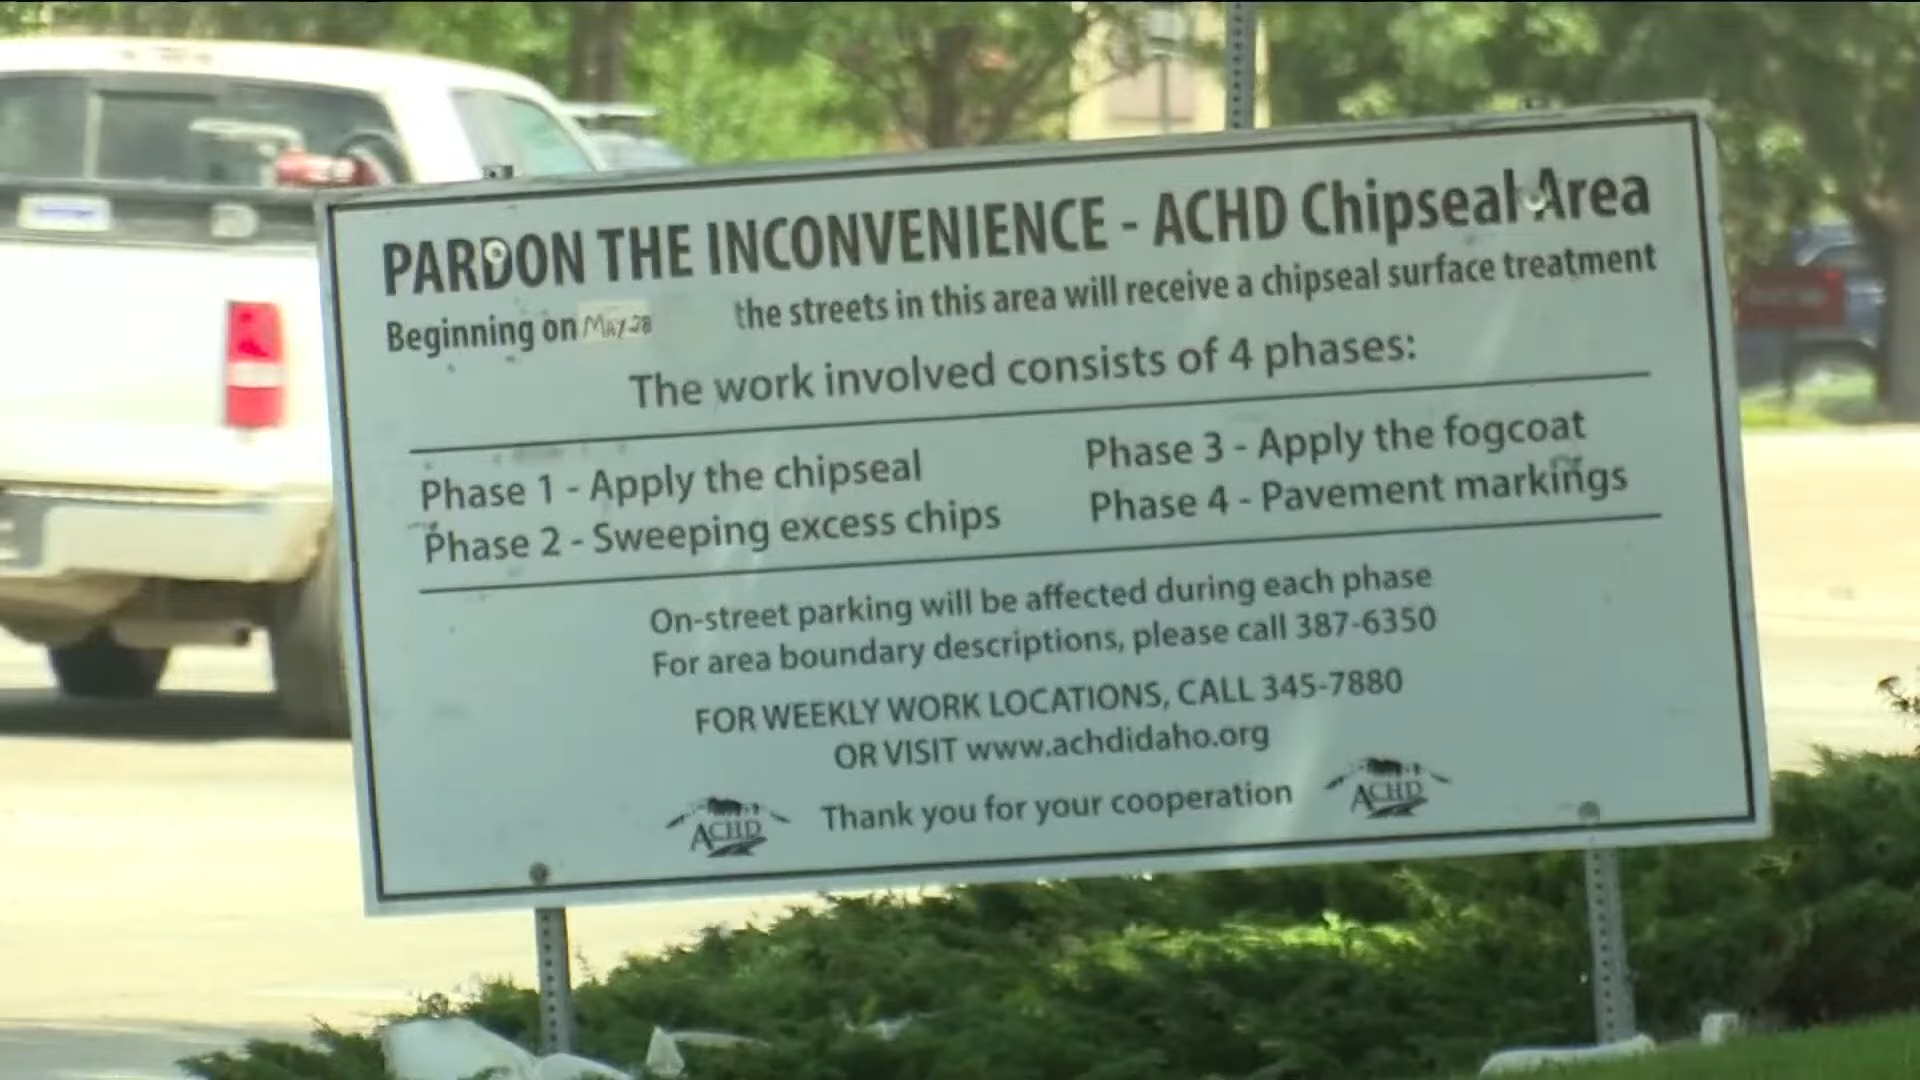 PARDON THE INCONVENIENCE - ACHD Chipseal Area
Beginning on MAY 28 the streets in this area will receive a chipseal surface treatment
The work involved consists of 4 phases:
Phase 1 - Apply the chipseal
Phase 2 - Sweeping excess chips
Phase 3 - Apply the fogcoat
Phase 4 - Pavement markings
On-street parking will be affected during each phase
For area boundary descriptions, please call 387-6350
FOR WEEKLY WORK LOCATIONS, CALL 345-7880
OR VISIT www.achdidaho.org
ACHD Thank you for your cooperation ACHD